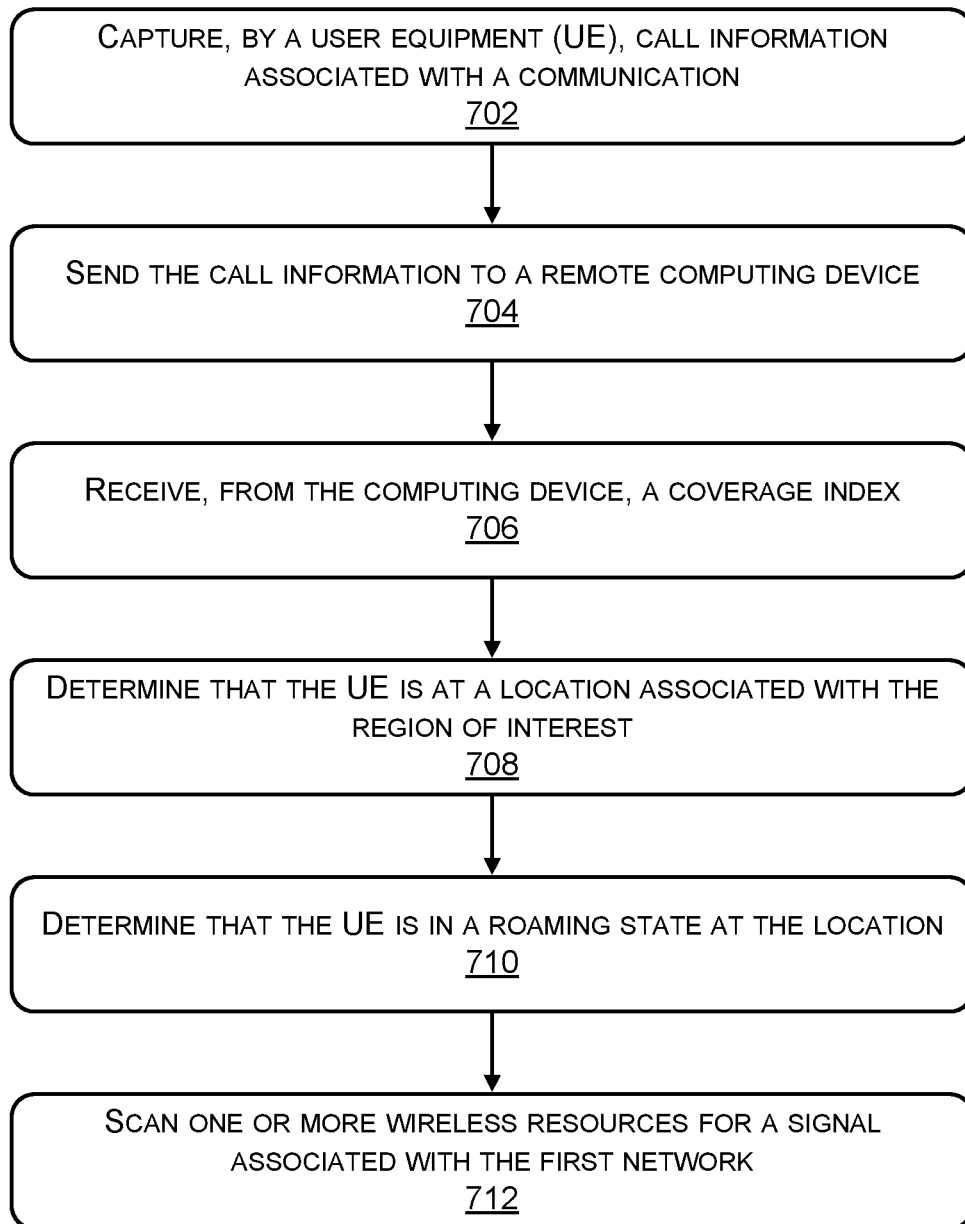 CAPTURE, BY A USER EQUIPMENT (UE), CALL INFORMATION
ASSOCIATED WITH A COMMUNICATION
702
SEND THE CALL INFORMATION TO A REMOTE COMPUTING DEVICE
704
RECEIVE, FROM THE COMPUTING DEVICE, A COVERAGE INDEX
706
DETERMINE THAT THE UE IS AT A LOCATION ASSOCIATED WITH THE
REGION OF INTEREST
708
DETERMINE THAT THE UE IS IN A ROAMING STATE AT THE LOCATION
710
SCAN ONE OR MORE WIRELESS RESOURCES FOR A SIGNAL
ASSOCIATED WITH THE FIRST NETWORK
712